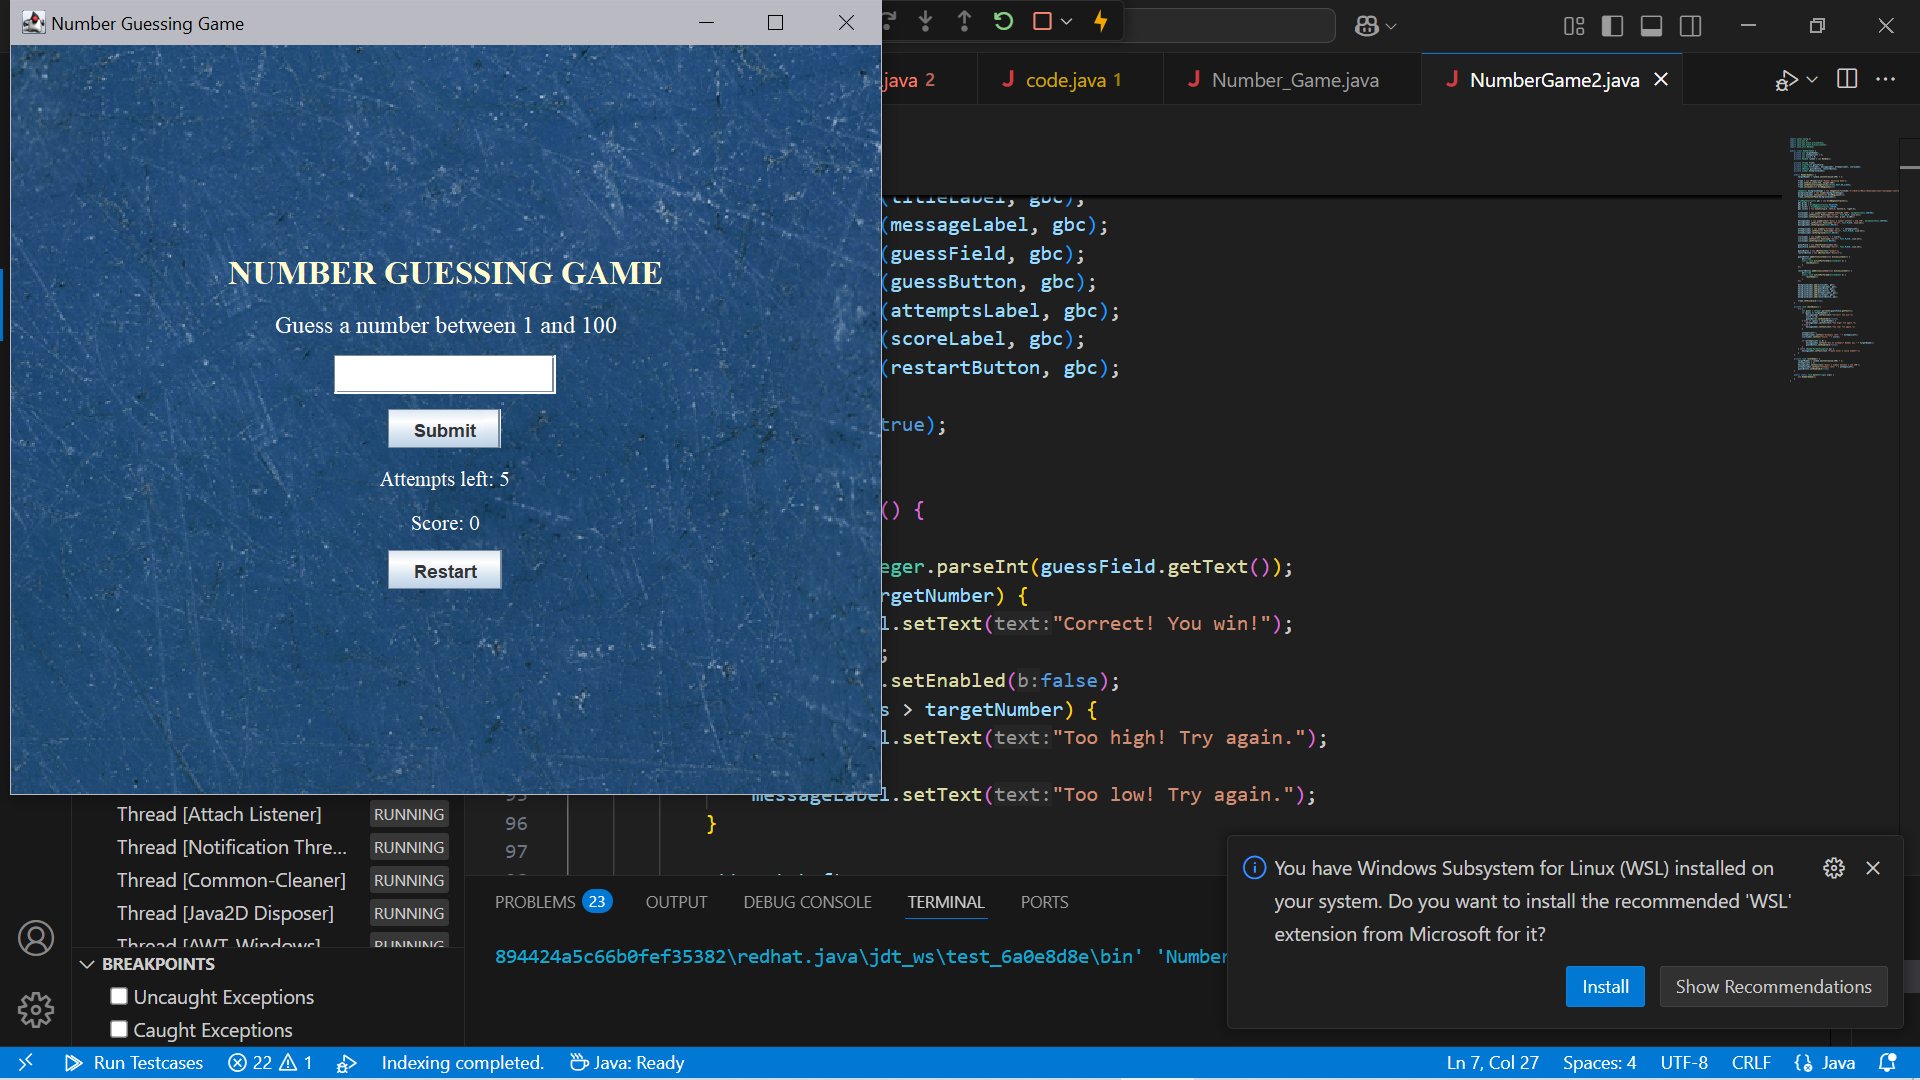 Number Guessing Game
NUMBER GUESSING GAME
Guess a number between 1 and 100
Submit
Attempts left: 5
Score: 0
Restart
.java 2
code.java 1
Number_Game.java
NumberGame2.java
(titleLabel, gbc);
(messageLabel, gbc);
(guessField, gbc);
(guessButton, gbc);
(attemptsLabel, gbc);
(scoreLabel, gbc);
(restartButton, gbc);
true);
() {
eger.parseInt(guessField.getText());
rgetNumber) {
l.setText(text:"Correct! You win!");
;
.setEnabled(b:false);
s > targetNumber) {
l.setText(text:"Too high! Try again.");
95 messageLabel.setText(text:"Too low! Try again.");
96 }
97
Thread [Attach Listener] RUNNING
Thread [Notification Thre... RUNNING
Thread [Common-Cleaner] RUNNING
Thread [Java2D Disposer] RUNNING
Thread [AWT-Windows] RUNNING
BREAKPOINTS
Uncaught Exceptions
Caught Exceptions
PROBLEMS 23 OUTPUT DEBUG CONSOLE TERMINAL PORTS
894424a5c66b0fef35382\redhat.java\jdt_ws\test_6a0e8d8e\bin' 'Number
You have Windows Subsystem for Linux (WSL) installed on
your system. Do you want to install the recommended 'WSL'
extension from Microsoft for it?
Install
Show Recommendations
Run Testcases 22 1 Indexing completed. Java: Ready Ln 7, Col 27 Spaces: 4 UTF-8 CRLF Java